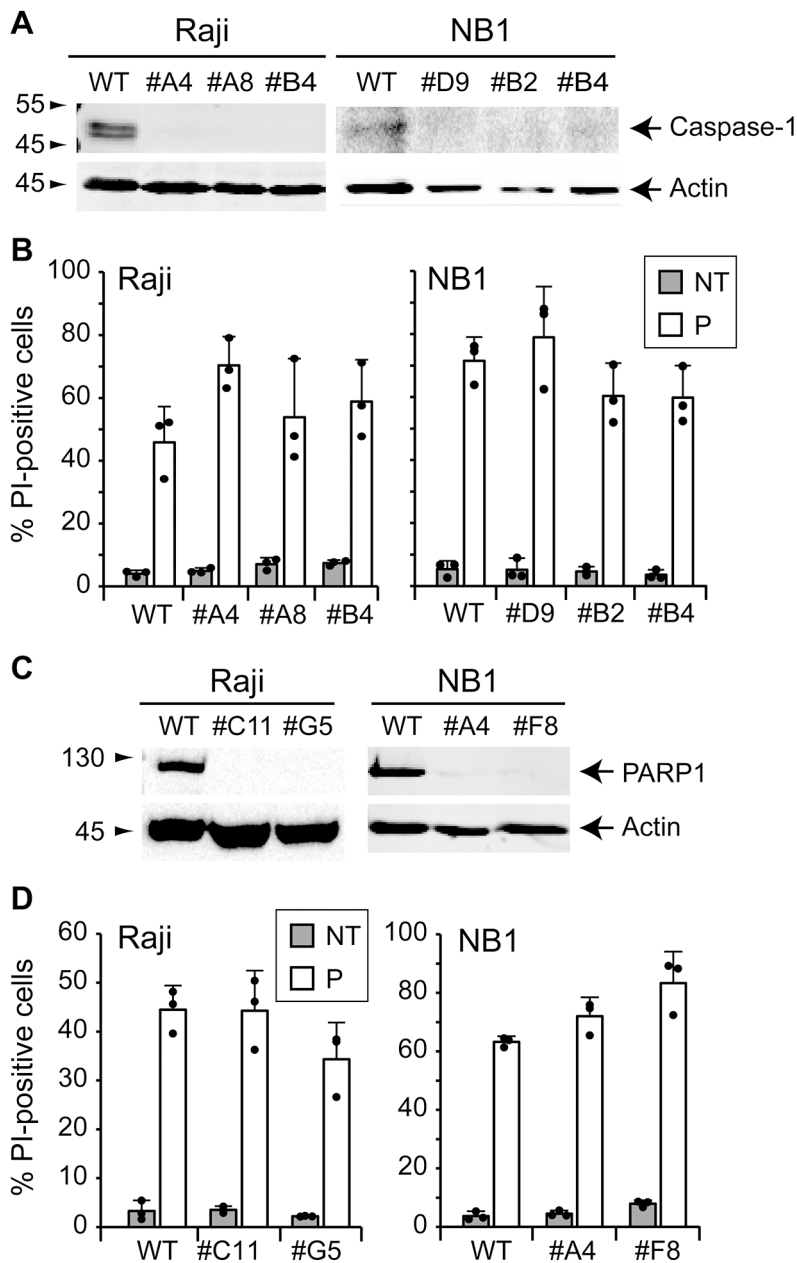 A
Raji NB1
WT #A4 #A8 #B4 WT #D9 #B2 #B4
55
45
Caspase-1
45
Actin
B
% PI-positive cells
100
80
60
40
20
0
Raji
NB1
NT
P
WT #A4 #A8 #B4 WT #D9 #B2 #B4
C
Raji NB1
WT #C11 #G5 WT #A4 #F8
130
PARP1
45
Actin
D
% PI-positive cells
60
50
40
30
20
10
0
Raji
NT
P
100
80
60
40
20
0
NB1
WT #C11 #G5 WT #A4 #F8